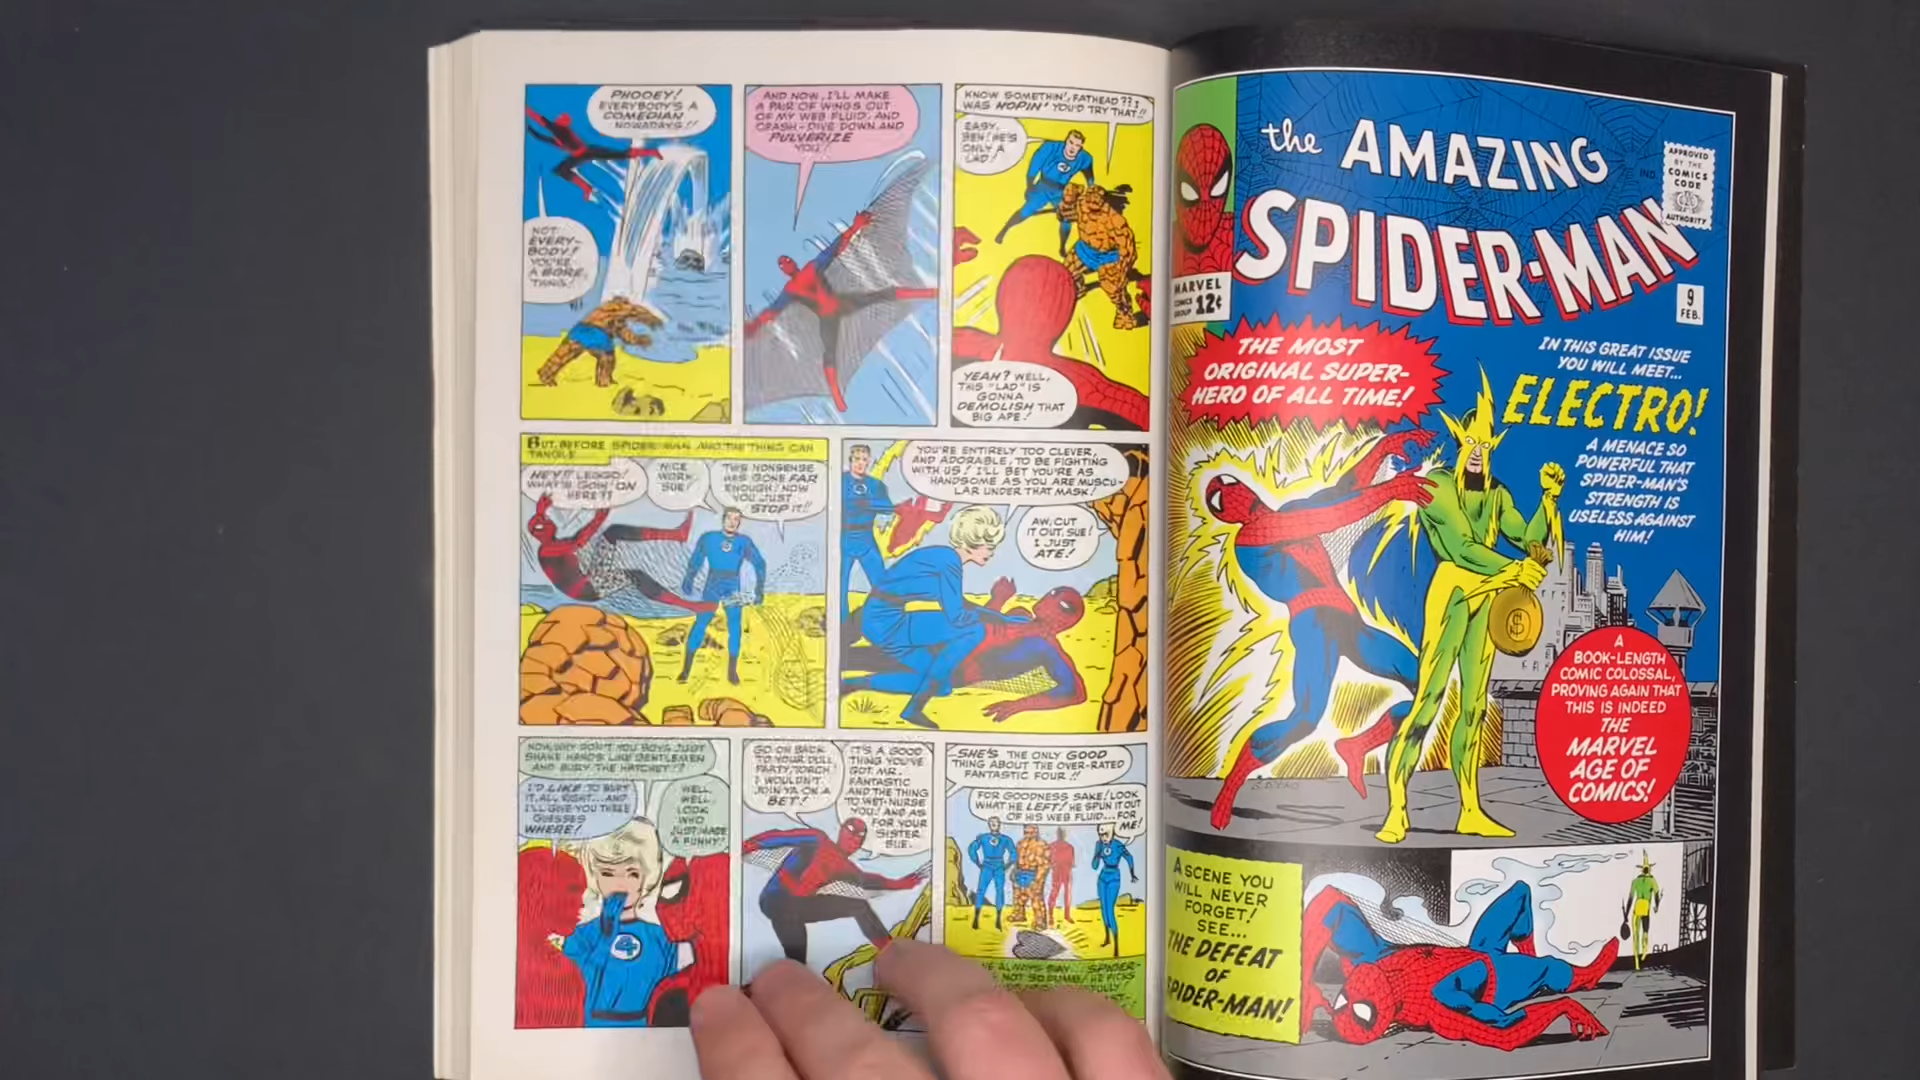 PHOOEY!
EVERYBODY'S A
COMEDIAN
NOWADAYS!!
NOT
EVERY-
BODY!
YOU'RE
A BORE,
THING!
AND NOW, I'LL MAKE
A PAIR OF WINGS OUT
OF MY WEB FLUID, AND
CRASH-DIVE DOWN AND
PULVERIZE
YOU!
KNOW SOMETHIN', FATHEAD?? I
WAS HOPIN' YOU'D TRY THAT!!
EASY,
BEN! HE'S
ONLY A
LAD!
YEAH? WELL,
THIS "LAD" IS
GONNA
DEMOLISH THAT
BIG APE!
BUT, BEFORE SPIDER-MAN AND THE THING CAN
TANGLE...
HEY!! LEGGO!
WHAT'S GOIN' ON
HERE??
NICE
WORK,
SUE!
THIS NONSENSE
HAS GONE FAR
ENOUGH! NOW
YOU JUST
STOP IT!!
YOU'RE ENTIRELY TOO CLEVER,
AND ADORABLE, TO BE FIGHTING
WITH US! I'LL BET YOU'RE AS
HANDSOME AS YOU ARE MUSCU-
LAR UNDER THAT MASK!
AW, CUT
IT OUT, SUE!
I JUST
ATE!
NOW, WHY DON'T YOU BOYS JUST
SHAKE HANDS LIKE GENTLEMEN
AND BURY THE HATCHET??
I'D LIKE TO BURY
IT, ALL RIGHT...AND
I'LL GIVE YOU THREE
GUESSES
WHERE!
WELL,
WELL,
LOOK
WHO
JUST MADE
A FUNNY!
GO ON BACK
TO YOUR DULL
PARTY, TORCH!
I WOULDN'T
JOIN YA ON A
BET!
IT'S A GOOD
THING YOU'VE
GOT MR.
FANTASTIC
AND THE THING
TO WET-NURSE
YOU! AND AS
FOR YOUR
SISTER
SUE..
SHE'S THE ONLY GOOD
THING ABOUT THE OVER-RATED
FANTASTIC FOUR!!
FOR GOODNESS SAKE! LOOK
WHAT HE LEFT! HE SPUN IT OUT
OF HIS WEB FLUID...FOR
ME!
ALWAYS SAY... SPIDER-
NOT SO DUMB! HE PICKS
the AMAZING
SPIDER-MAN
IND.
APPROVED
BY THE
COMICS
CODE
CA
AUTHORITY
MARVEL
COMICS
GROUP 12¢
9
FEB.
THE MOST
ORIGINAL SUPER-
HERO OF ALL TIME!
IN THIS GREAT ISSUE
YOU WILL MEET...
ELECTRO!
A MENACE SO
POWERFUL THAT
SPIDER-MAN'S
STRENGTH IS
USELESS AGAINST
HIM!
$
A
BOOK-LENGTH
COMIC COLOSSAL,
PROVING AGAIN THAT
THIS IS INDEED
THE
MARVEL
AGE OF
COMICS!
A SCENE YOU
WILL NEVER
FORGET!
SEE...
THE DEFEAT
OF
SPIDER-MAN!